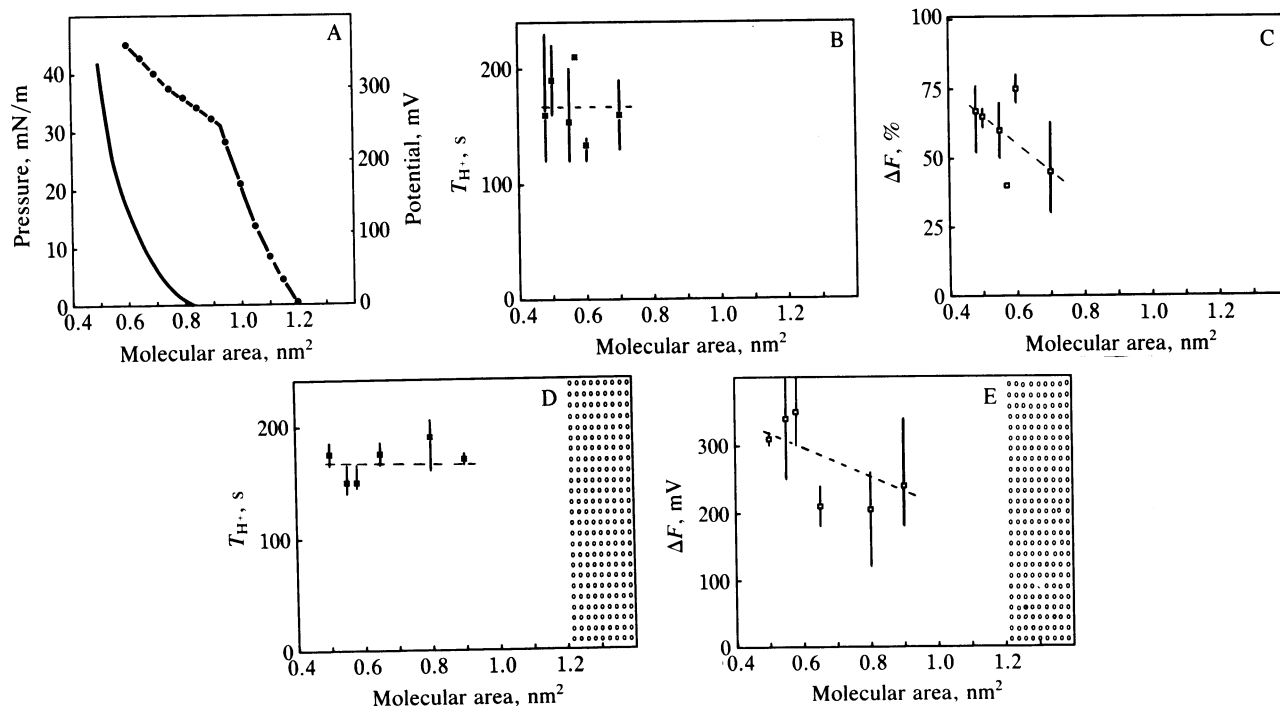 A
Pressure, mN/m
40
30
20
10
0
Potential, mV
300
200
100
0
0.4 0.6 0.8 1.0 1.2
Molecular area, nm²
B
T_H⁺, s
200
100
0
0.4 0.6 0.8 1.0 1.2
Molecular area, nm²
C
ΔF, %
100
75
50
25
0
0.4 0.6 0.8 1.0 1.2
Molecular area, nm²
D
T_H⁺, s
200
100
0
0.4 0.6 0.8 1.0 1.2
Molecular area, nm²
E
ΔF, mV
300
200
100
0
0.4 0.6 0.8 1.0 1.2
Molecular area, nm²